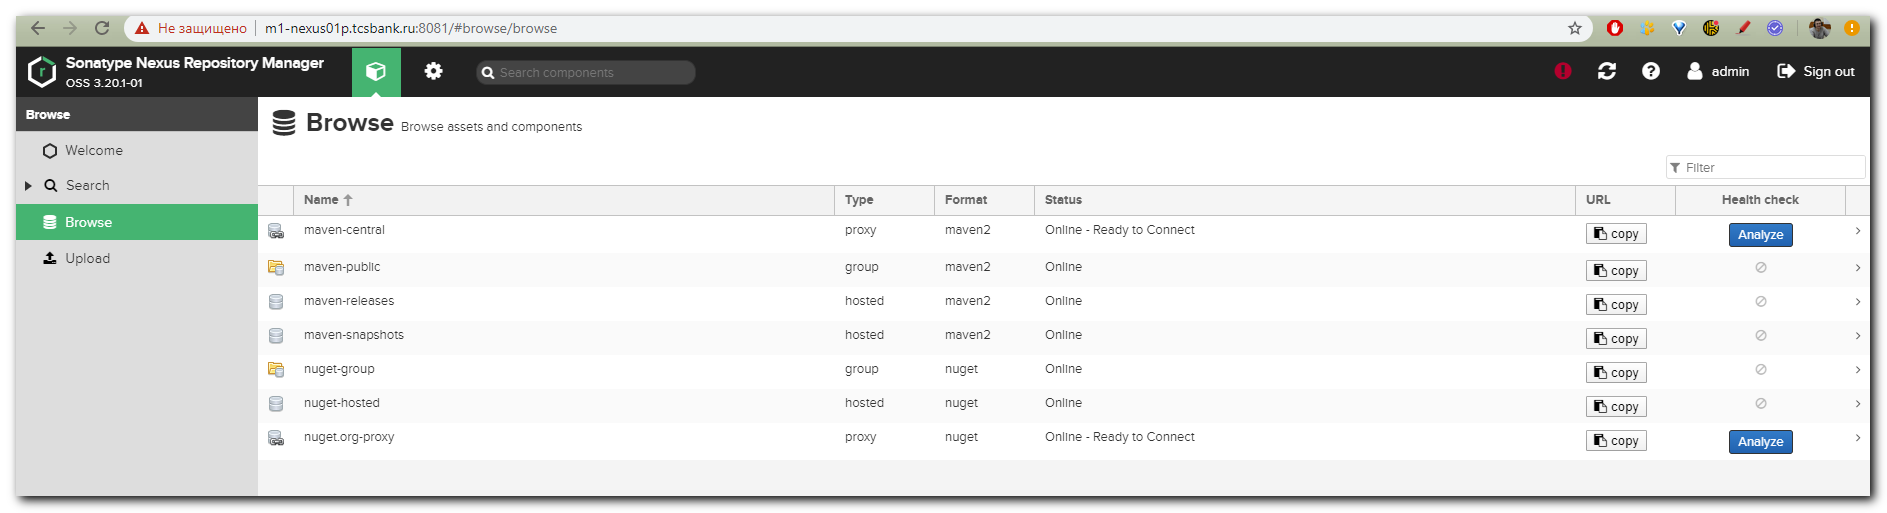 Не защищено m1-nexus01p.tcsbank.ru:8081/#browse/browse
Sonatype Nexus Repository Manager
OSS 3.20.1-01
Search components
admin Sign out
Browse
Welcome
Search
Browse
Upload
Browse Browse assets and components
Filter
Name Type Format Status URL Health check
maven-central proxy maven2 Online - Ready to Connect copy Analyze
maven-public group maven2 Online copy
maven-releases hosted maven2 Online copy
maven-snapshots hosted maven2 Online copy
nuget-group group nuget Online copy
nuget-hosted hosted nuget Online copy
nuget.org-proxy proxy nuget Online - Ready to Connect copy Analyze